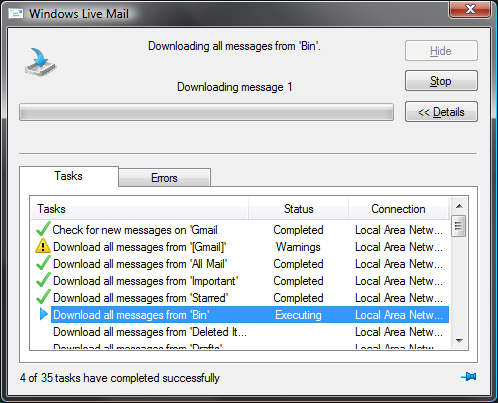 Windows Live Mail
Downloading all messages from 'Bin'.
Hide
Downloading message 1
Stop
<< Details
Tasks Errors
Tasks Status Connection
Check for new messages on 'Gmail Completed Local Area Netw...
Download all messages from '[Gmail]' Warnings Local Area Netw...
Download all messages from 'All Mail' Completed Local Area Netw...
Download all messages from 'Important' Completed Local Area Netw...
Download all messages from 'Starred' Completed Local Area Netw...
Download all messages from 'Bin' Executing Local Area Netw...
Download all messages from 'Deleted It... Local Area Netw...
Download all messages from 'Drafts' Local Area Netw...
4 of 35 tasks have completed successfully